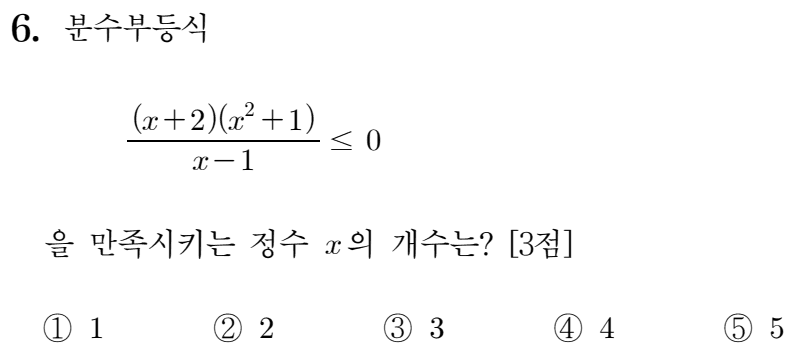 6. 분수부등식
(x+2)(x²+1)
x-1
≤ 0
을 만족시키는 정수 x의 개수는? [3점]
① 1 ② 2 ③ 3 ④ 4 ⑤ 5